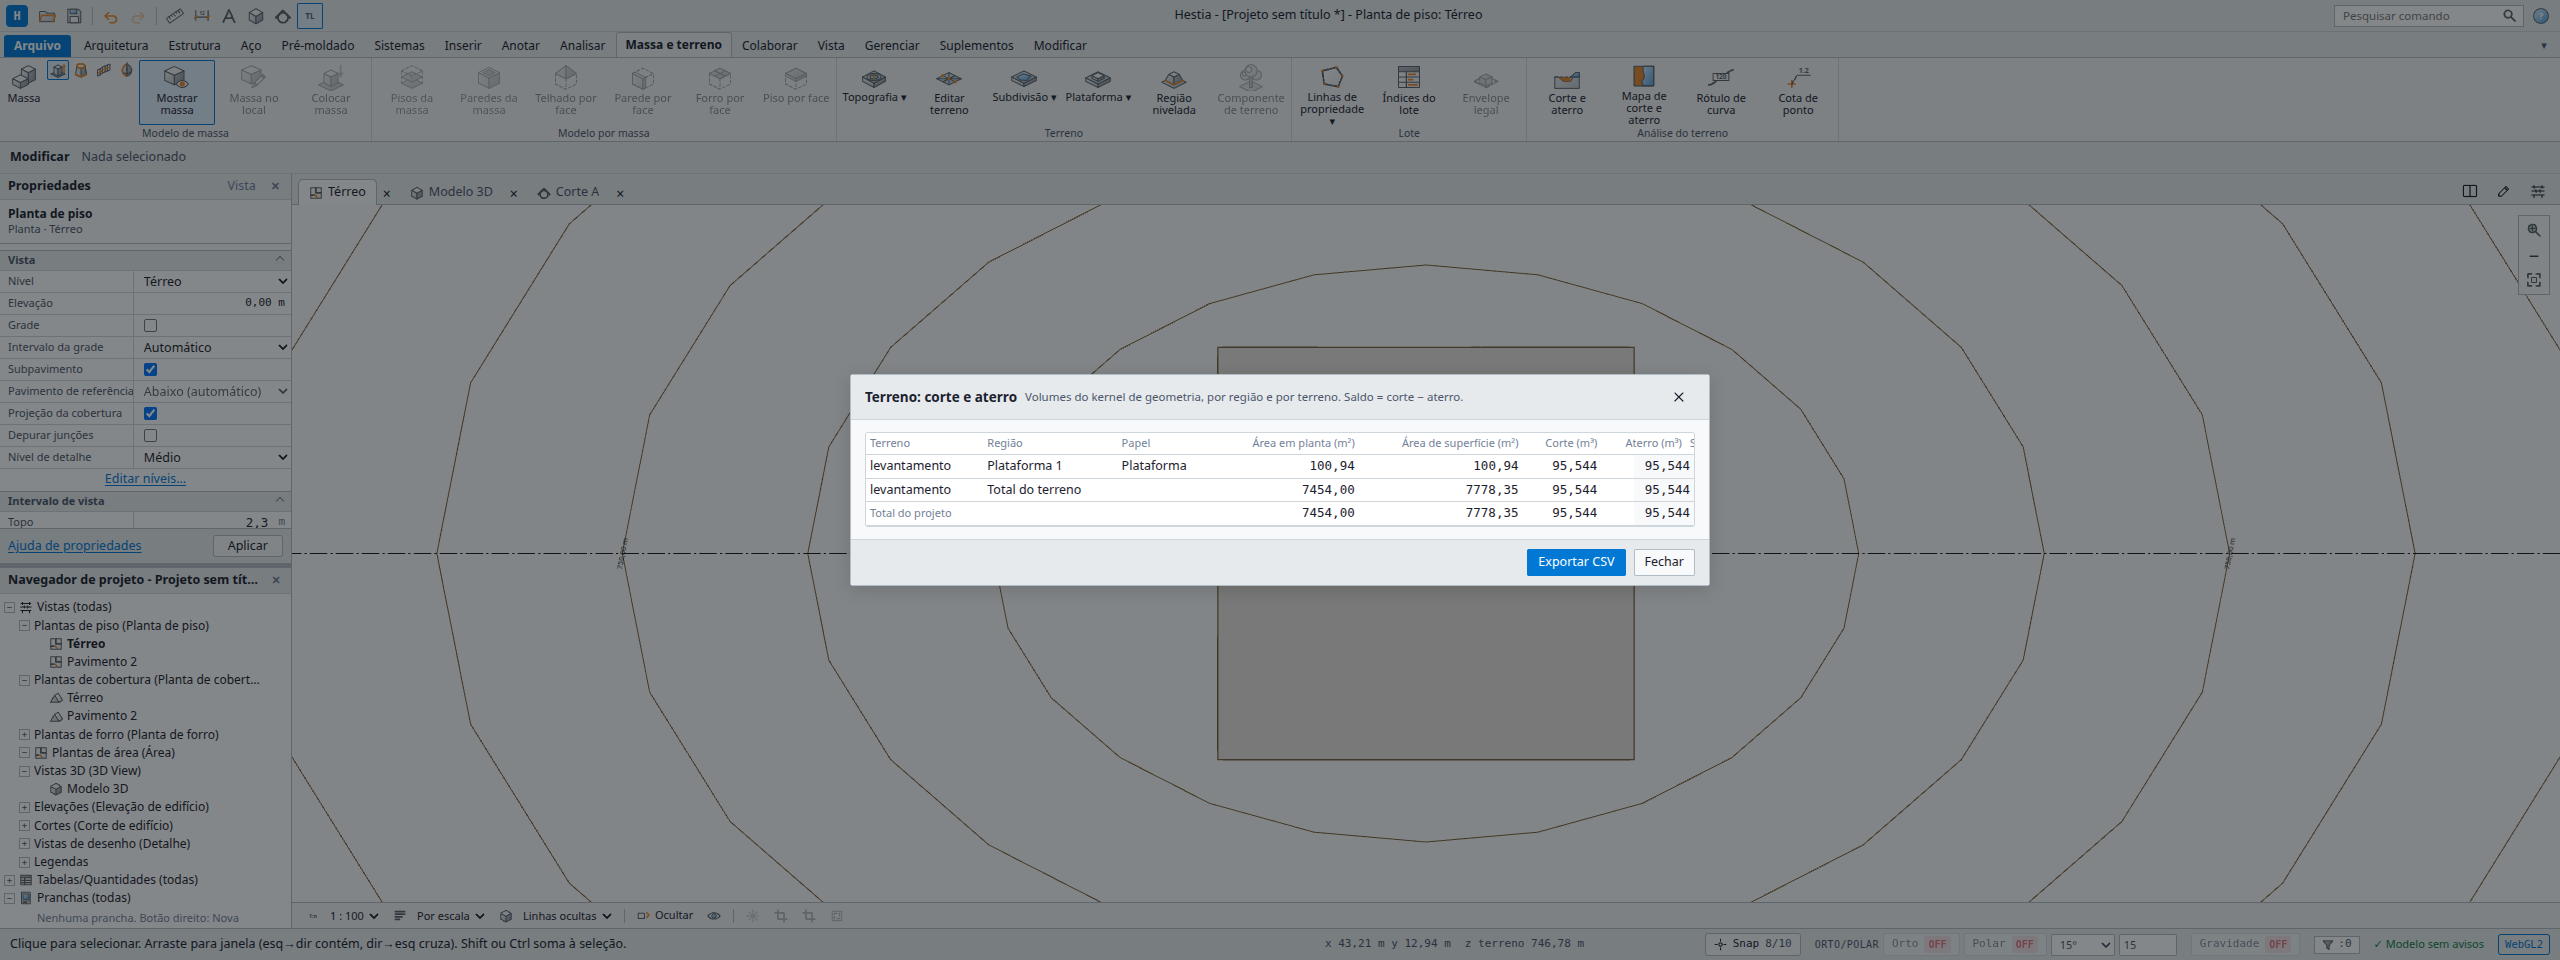 H
TL
Hestia - [Projeto sem título *] - Planta de piso: Térreo
Pesquisar comando
?
Arquivo Arquitetura Estrutura Aço Pré-moldado Sistemas Inserir Anotar Analisar Massa e terreno Colaborar Vista Gerenciar Suplementos Modificar
Massa
Mostrar massa
Massa no local
Colocar massa
Modelo de massa
Pisos da massa
Paredes da massa
Telhado por face
Parede por face
Forro por face
Piso por face
Modelo por massa
Topografia ▾
Editar terreno
Subdivisão ▾
Plataforma ▾
Região nivelada
Componente de terreno
Terreno
Linhas de propriedade ▾
Índices do lote
Envelope legal
Lote
Corte e aterro
Mapa de corte e aterro
Rótulo de curva
Cota de ponto
Análise do terreno
Modificar Nada selecionado
Propriedades Vista ×
Planta de piso
Planta · Térreo
Vista
Nível Térreo
Elevação 0,00 m
Grade
Intervalo da grade Automático
Subpavimento
Pavimento de referência Abaixo (automático)
Projeção da cobertura
Depurar junções
Nível de detalhe Médio
Editar níveis...
Intervalo de vista
Topo 2,3 m
Ajuda de propriedades Aplicar
Navegador de projeto - Projeto sem tít... ×
Vistas (todas)
Plantas de piso (Planta de piso)
Térreo
Pavimento 2
Plantas de cobertura (Planta de cobert...
Térreo
Pavimento 2
Plantas de forro (Planta de forro)
Plantas de área (Área)
Vistas 3D (3D View)
Modelo 3D
Elevações (Elevação de edifício)
Cortes (Corte de edifício)
Vistas de desenho (Detalhe)
Legendas
Tabelas/Quantidades (todas)
Pranchas (todas)
Nenhuma prancha. Botão direito: Nova
Térreo × Modelo 3D × Corte A ×
Terreno: corte e aterro Volumes do kernel de geometria, por região e por terreno. Saldo = corte − aterro.
Terreno Região Papel Área em planta (m²) Área de superfície (m²) Corte (m³) Aterro (m³)
levantamento Plataforma 1 Plataforma 100,94 100,94 95,544 95,544
levantamento Total do terreno 7454,00 7778,35 95,544 95,544
Total do projeto 7454,00 7778,35 95,544 95,544
Exportar CSV Fechar
1 : 100 Por escala Linhas ocultas Ocultar
Clique para selecionar. Arraste para janela (esq→dir contém, dir→esq cruza). Shift ou Ctrl soma à seleção.
x 43,21 m y 12,94 m z terreno 746,78 m
Snap 8/10 ORTO/POLAR Orto OFF Polar OFF 15° 15 Gravidade OFF :0 ✓ Modelo sem avisos WebGL2